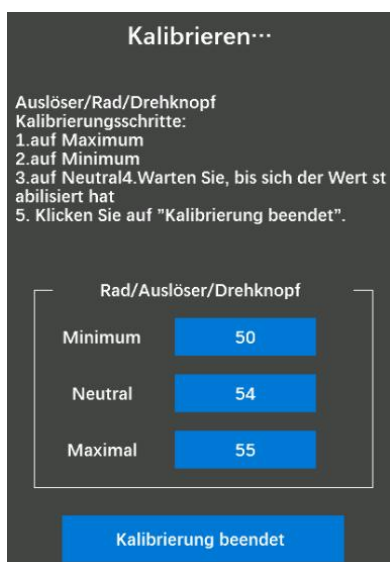 Kalibrieren···
Auslöser/Rad/Drehknopf
Kalibrierungsschritte:
1.auf Maximum
2.auf Minimum
3.auf Neutral4.Warten Sie, bis sich der Wert st
abilisiert hat
5. Klicken Sie auf "Kalibrierung beendet".
Rad/Auslöser/Drehknopf
Minimum 50
Neutral 54
Maximal 55
Kalibrierung beendet